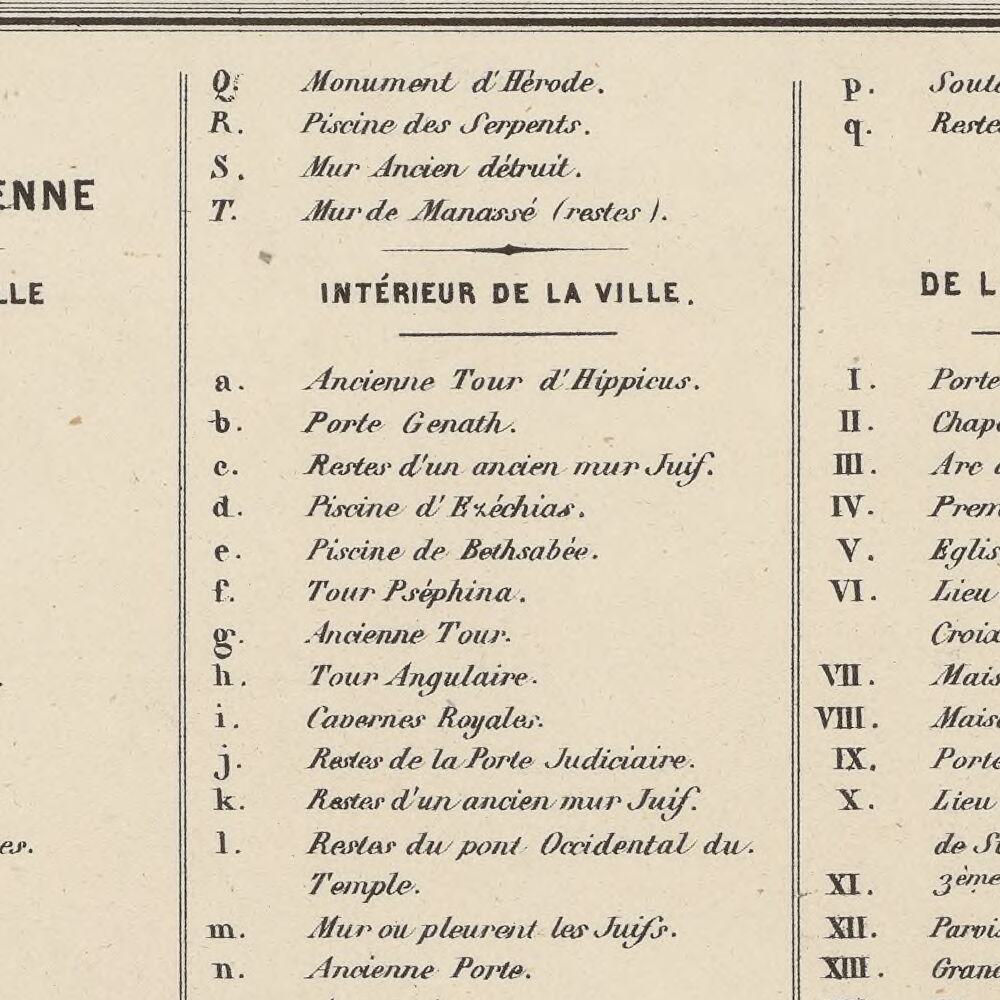 ENNE
LLE
es.
Q. Monument d'Hérode.
R. Piscine des Serpents.
S. Mur Ancien détruit.
T. Mur de Manassé (restes).
INTÉRIEUR DE LA VILLE.
a. Ancienne Tour d'Hippicus.
b. Porte Genath.
c. Restes d'un ancien mur Juif.
d. Piscine d'Ezéchias.
e. Piscine de Bethsabée.
f. Tour Pséphina.
g. Ancienne Tour.
h. Tour Angulaire.
i. Cavernes Royales.
j. Restes de la Porte Judiciaire.
k. Restes d'un ancien mur Juif.
l. Restes du pont Occidental du.
Temple.
m. Mur ou pleurent les Juifs.
n. Ancienne Porte.
p. Soute
q. Reste
DE L
I. Porte
II. Chap
III. Arc
IV. Prem
V. Eglis
VI. Lieu
Croix
VII. Mais
VIII. Mais
IX. Porte
X. Lieu
de S
XI. 3ème
XII. Parvis
XIII. Grand